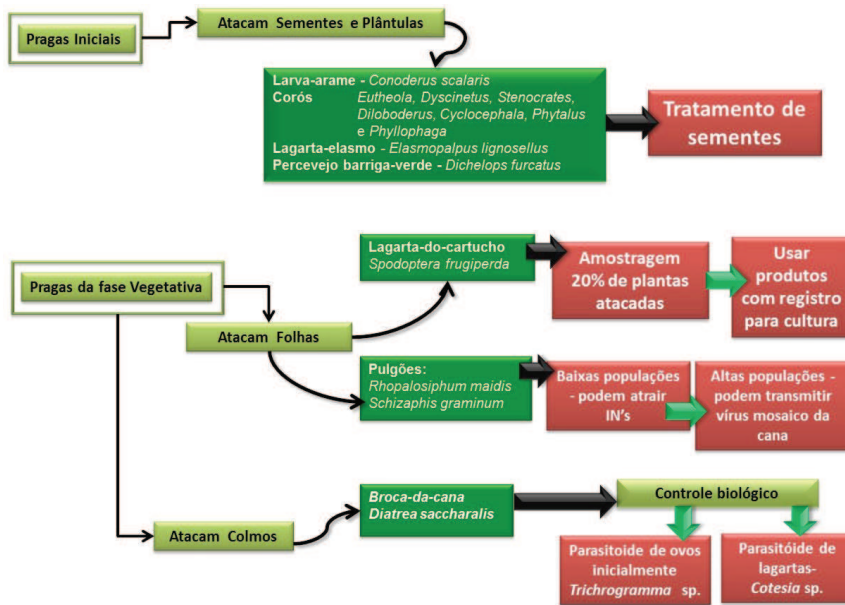 Pragas Iniciais
Atacam Sementes e Plântulas
Larva-arame - Conoderus scalaris
Corós Eutheola, Dyscinetus, Stenocrates,
Diloboderus, Cyclocephala, Phytalus
e Phyllophaga
Lagarta-elasmo - Elasmopalpus lignosellus
Percevejo barriga-verde - Dichelops furcatus
Tratamento de
sementes
Pragas da fase Vegetativa
Atacam Folhas
Lagarta-do-cartucho
Spodoptera frugiperda
Amostragem
20% de plantas
atacadas
Usar
produtos
com registro
para cultura
Pulgões:
Rhopalosiphum maidis
Schizaphis graminum
Baixas populações
- podem atrair
IN's
Altas populações -
podem transmitir
vírus mosaico da
cana
Atacam Colmos
Broca-da-cana
Diatrea saccharalis
Controle biológico
Parasitoide de ovos
inicialmente
Trichogramma sp.
Parasitóide de
lagartas-
Cotesia sp.